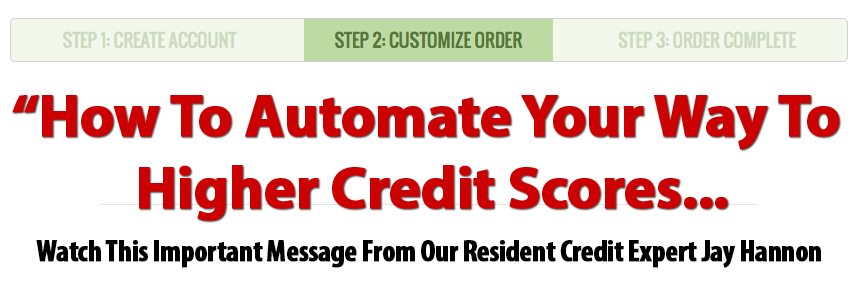 STEP 1: CREATE ACCOUNT
STEP 2: CUSTOMIZE ORDER
STEP 3: ORDER COMPLETE
“How To Automate Your Way To
Higher Credit Scores...
Watch This Important Message From Our Resident Credit Expert Jay Hannon